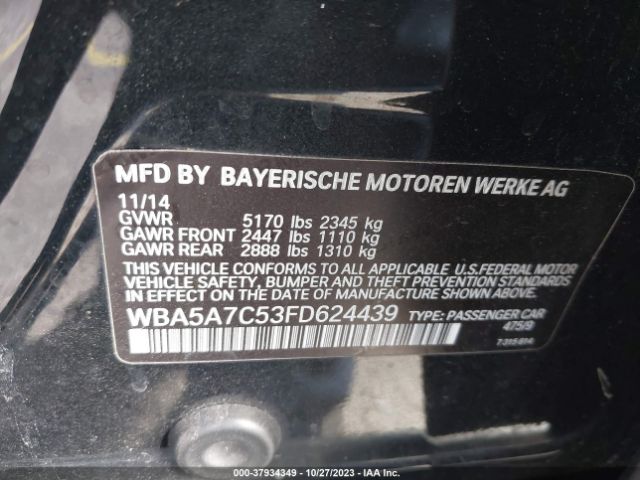 MFD BY BAYERISCHE MOTOREN WERKE AG
11/14
GVWR 5170 lbs 2345 kg
GAWR FRONT 2447 lbs 1110 kg
GAWR REAR 2888 lbs 1310 kg
THIS VEHICLE CONFORMS TO ALL APPLICABLE U.S.FEDERAL MOTOR
VEHICLE SAFETY, BUMPER AND THEFT PREVENTION STANDARDS
IN EFFECT ON THE DATE OF MANUFACTURE SHOWN ABOVE.
WBA5A7C53FD624439 TYPE: PASSENGER CAR
475/9
7315614
000-37934349 | 10/27/2023 | IAA Inc.